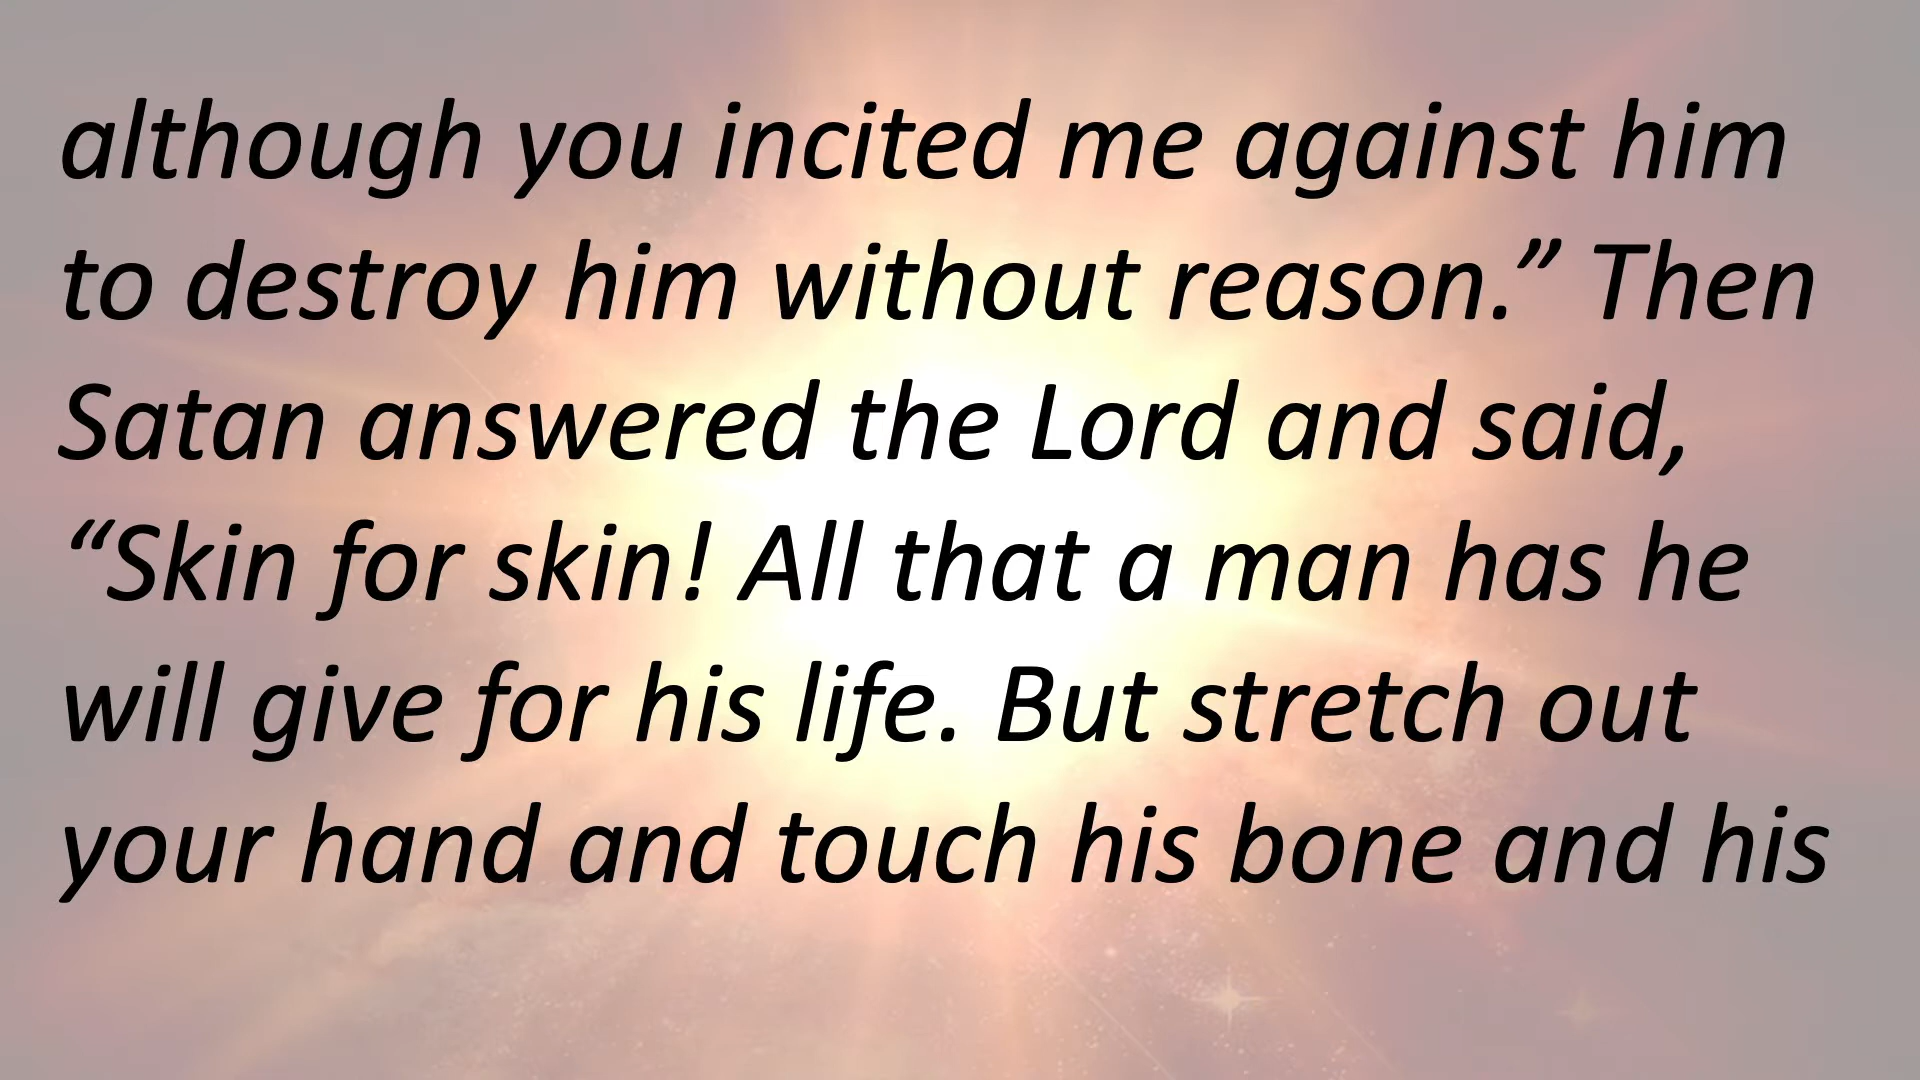 although you incited me against him
to destroy him without reason.” Then
Satan answered the Lord and said,
“Skin for skin! All that a man has he
will give for his life. But stretch out
your hand and touch his bone and his